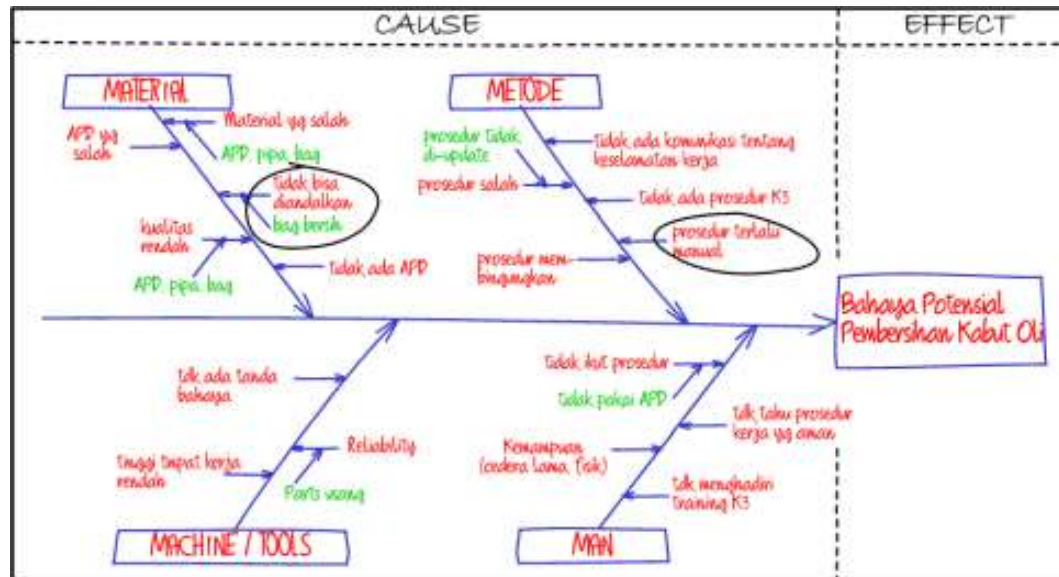 CAUSE
EFFECT
MATERIAL
METODE
Material yg salah
APD yg
salah
APD, pipa, bag
tidak bisa
diandalkan
bag bersih
kualitas
rendah
APD, pipa, bag
tidak ada APD
prosedur tidak
di-update
tidak ada komunikasi tentang
keselamatan kerja
prosedur salah
tidak ada prosedur K3
prosedur terlalu
manual
prosedur mem-
bingungkan
Bahaya Potensial
Pembersihan Kabut Oli
tdk ada tanda
bahaya
Reliability
tinggi tmpat kerja
rendah
Parts usang
tidak ikut prosedur
tidak pakai APD
tdk tahu prosedur
kerja yg aman
Kemampuan
(cedera lama, fisik)
tdk menghadiri
training K3
MACHINE / TOOLS
MAN